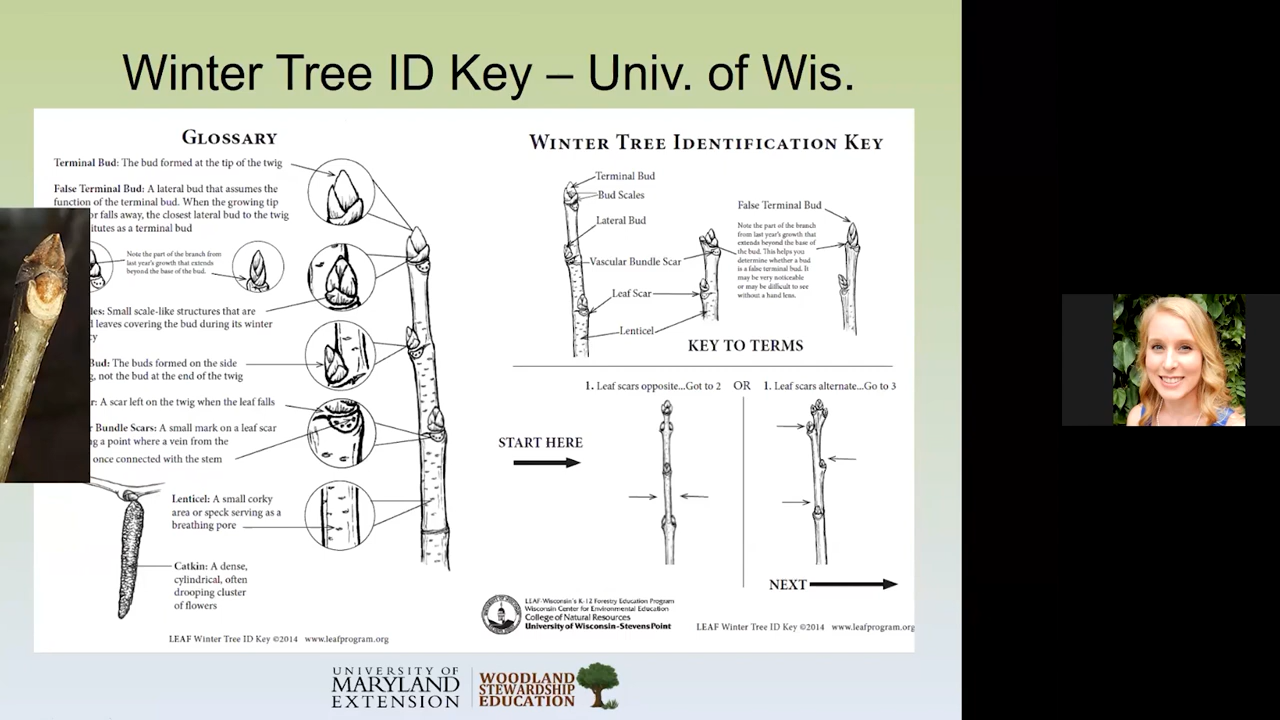 Winter Tree ID Key – Univ. of Wis.
GLOSSARY
Terminal Bud: The bud formed at the tip of the twig
False Terminal Bud: A lateral bud that assumes the
function of the terminal bud. When the growing tip
or falls away, the closest lateral bud to the twig
itutes as a terminal bud
Note the part of the branch from
last year's growth that extends
beyond the base of the bud.
les: Small scale-like structures that are
d leaves covering the bud during its winter
cy
Bud: The buds formed on the side
g, not the bud at the end of the twig
r: A scar left on the twig when the leaf falls
r Bundle Scars: A small mark on a leaf scar
ng a point where a vein from the
once connected with the stem
Lenticel: A small corky
area or speck serving as a
breathing pore
Catkin: A dense,
cylindrical, often
drooping cluster
of flowers
LEAF Winter Tree ID Key ©2014 www.leafprogram.org
WINTER TREE IDENTIFICATION KEY
Terminal Bud
Bud Scales
Lateral Bud
Vascular Bundle Scar
Leaf Scar
Lenticel
False Terminal Bud
Note the part of the branch
from last year's growth that
extends beyond the base of
the bud. This helps you
determine whether a bud
is a false terminal bud. It
may be very noticeable
or may be difficult to see
without a hand lens.
KEY TO TERMS
1. Leaf scars opposite...Got to 2 OR 1. Leaf scars alternate...Go to 3
START HERE
NEXT
LEAF-Wisconsin's K-12 Forestry Education Program
Wisconsin Center for Environmental Education
College of Natural Resources
University of Wisconsin-Stevens Point
LEAF Winter Tree ID Key ©2014 www.leafprogram.org
UNIVERSITY OF
MARYLAND
EXTENSION
WOODLAND
STEWARDSHIP
EDUCATION